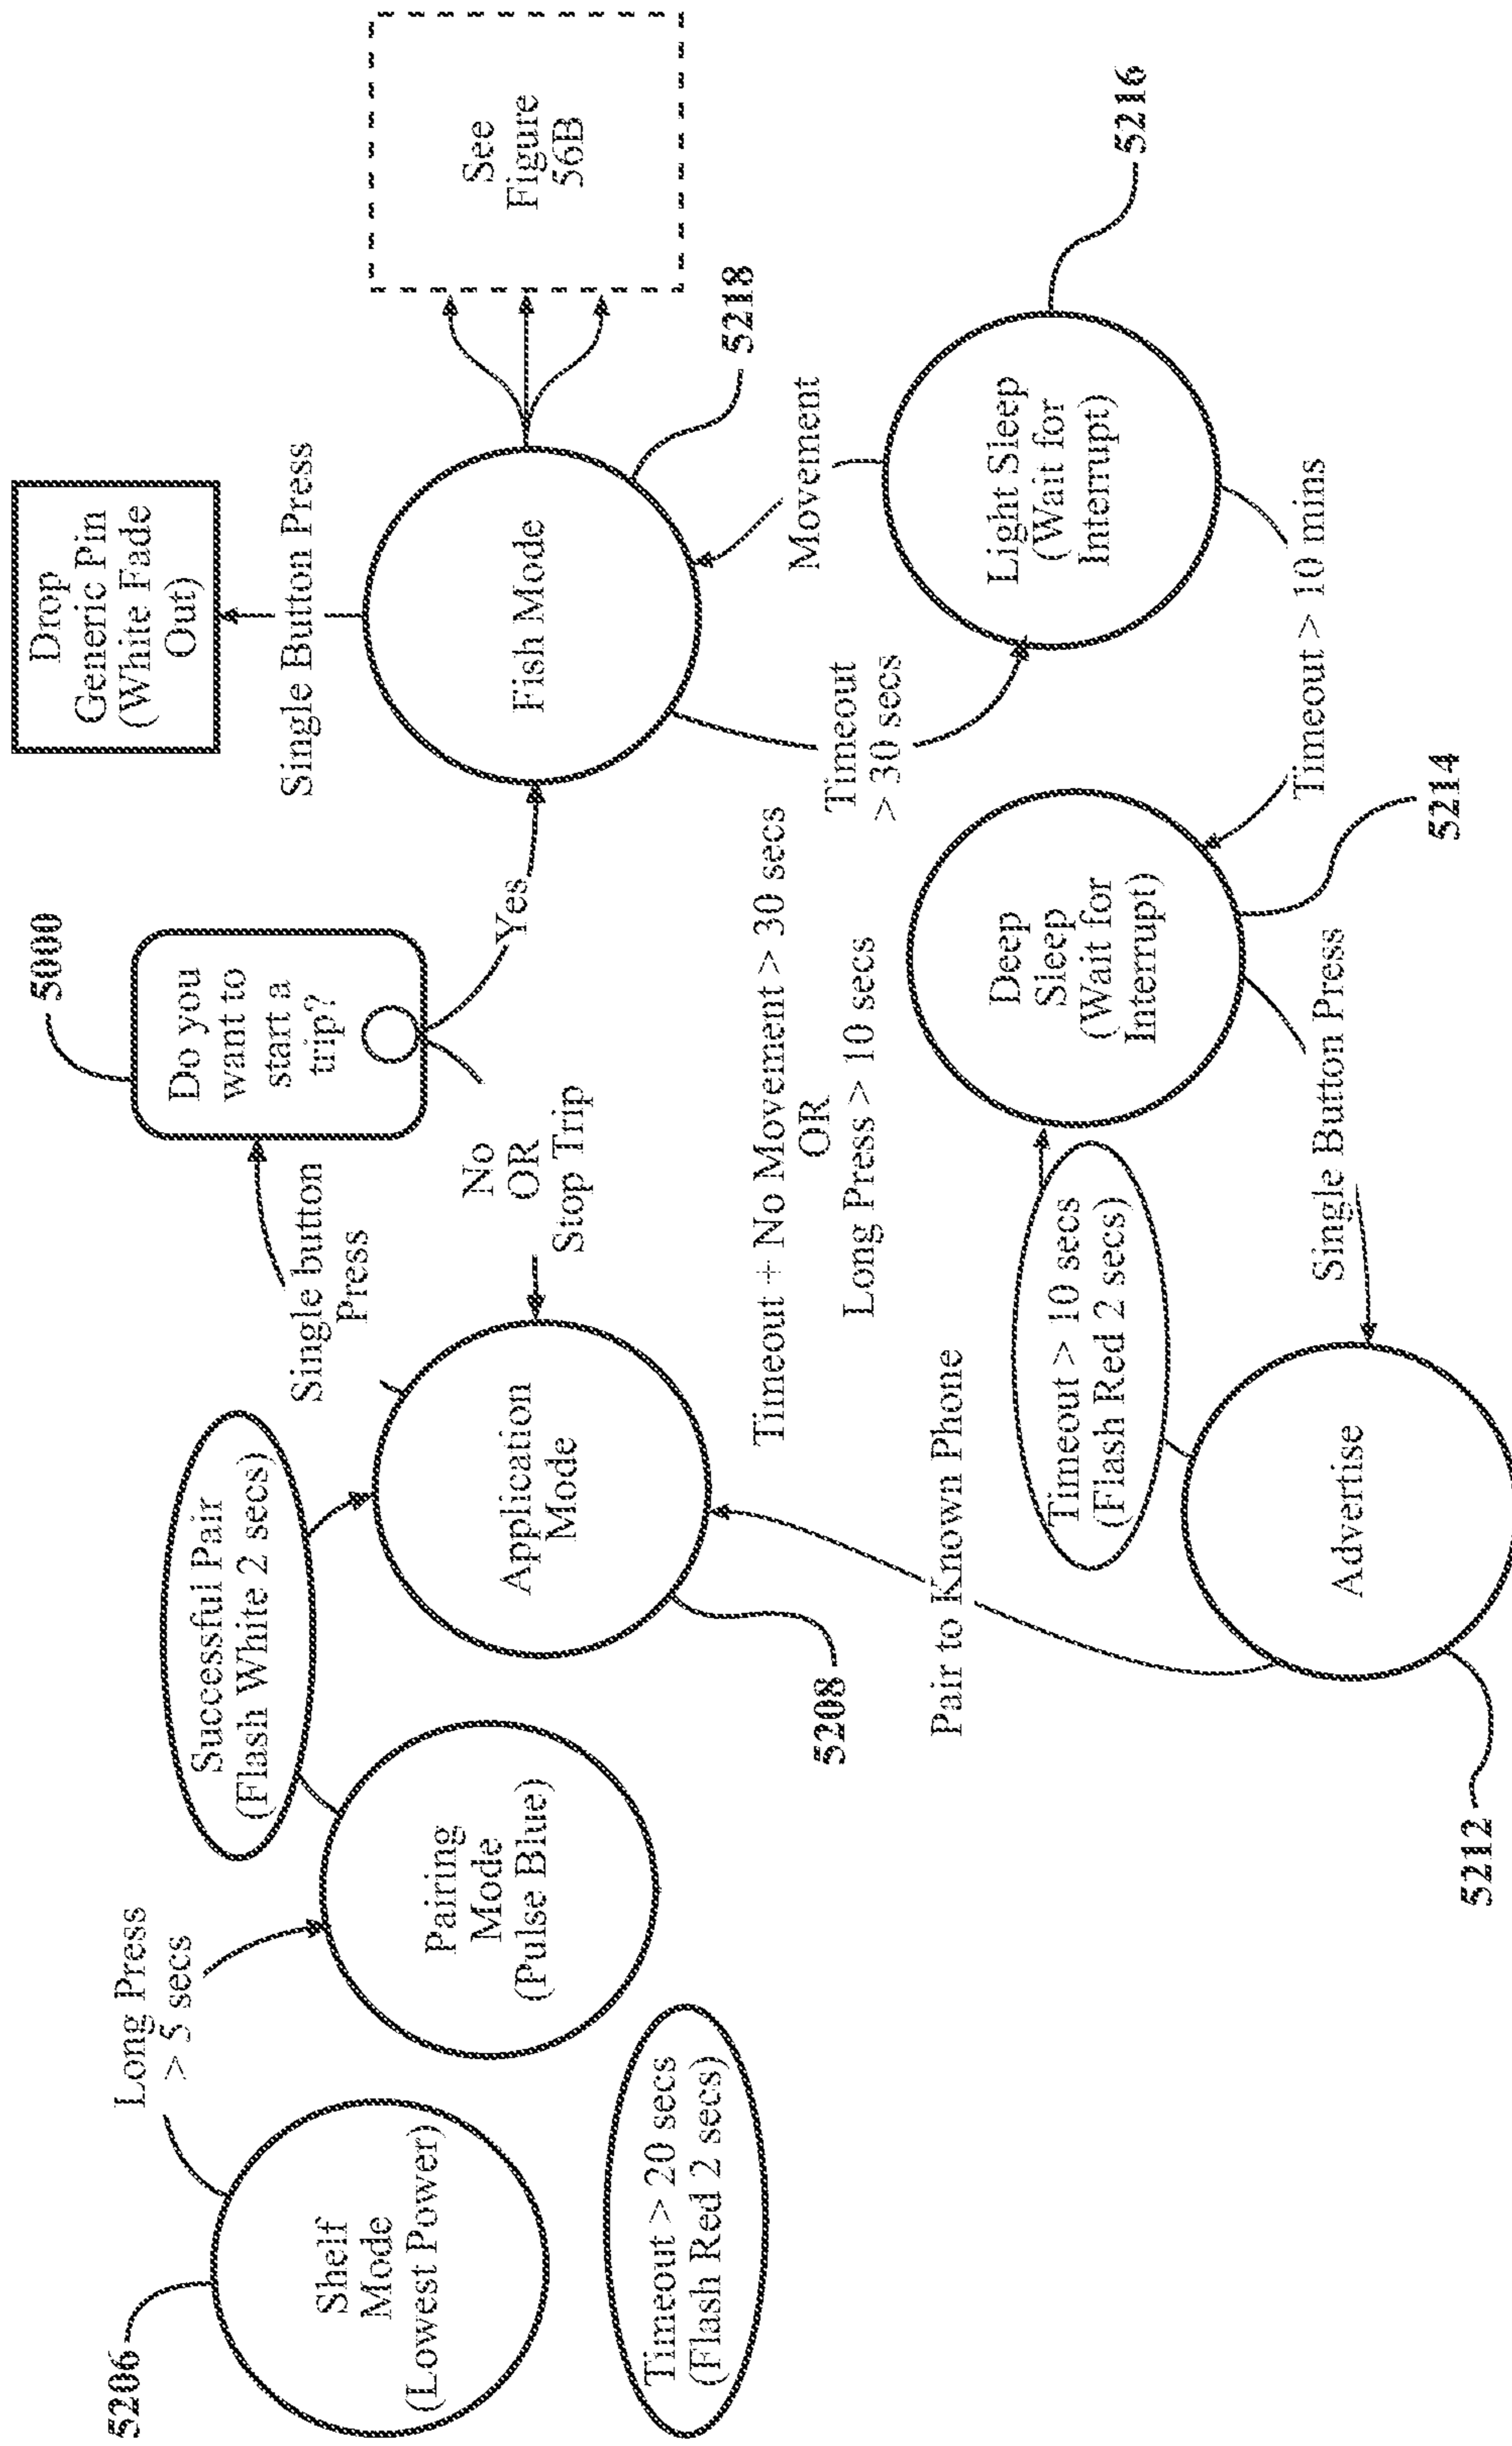 5206
Shelf
Mode
(Lowest Power)
Long Press
> 5 secs
Timeout > 20 secs
(Flash Red 2 secs)
Pairing
Mode
(Pulse Blue)
Successful Pair
(Flash White 2 secs)
Application
Mode
5208
Single button
Press
5000
Do you
want to
start a
trip?
No
OR
Stop Trip
Yes
Fish Mode
5218
Single Button Press
Drop
Generic Pin
(White Fade
Out)
See
Figure
56B
Timeout + No Movement > 30 secs
OR
Long Press > 10 secs
Timeout
> 30 secs
Movement
Light Sleep
(Wait for
Interrupt)
5216
Timeout > 10 mins
Deep
Sleep
(Wait for
Interrupt)
5214
Single Button Press
Timeout > 10 secs
(Flash Red 2 secs)
Pair to Known Phone
Advertise
5212